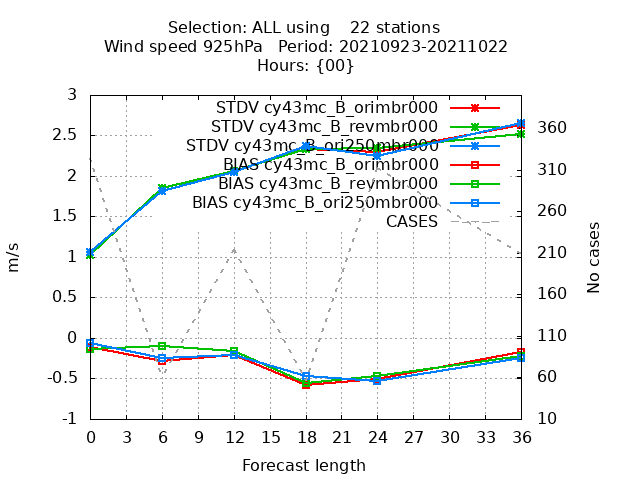 Selection: ALL using 22 stations
Wind speed 925hPa Period: 20210923-20211022
Hours: {00}
3
2.5
2
1.5
1
0.5
0
-0.5
-1
m/s
STDV cy43mc_B_orimbr000
STDV cy43mc_B_revmbr000
STDV cy43mc_B_ori250mbr000
BIAS cy43mc_B_orimbr000
BIAS cy43mc_B_revmbr000
BIAS cy43mc_B_ori250mbr000
CASES
360
310
260
210
160
110
60
10
No cases
0 3 6 9 12 15 18 21 24 27 30 33 36
Forecast length